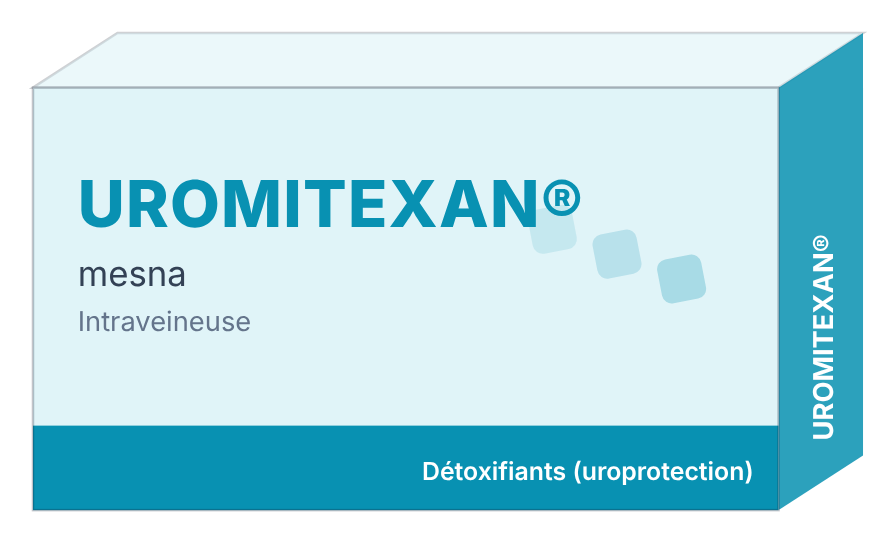 UROMITEXAN®
mesna
Intraveineuse
Détoxifiants (uroprotection)
UROMITEXAN®